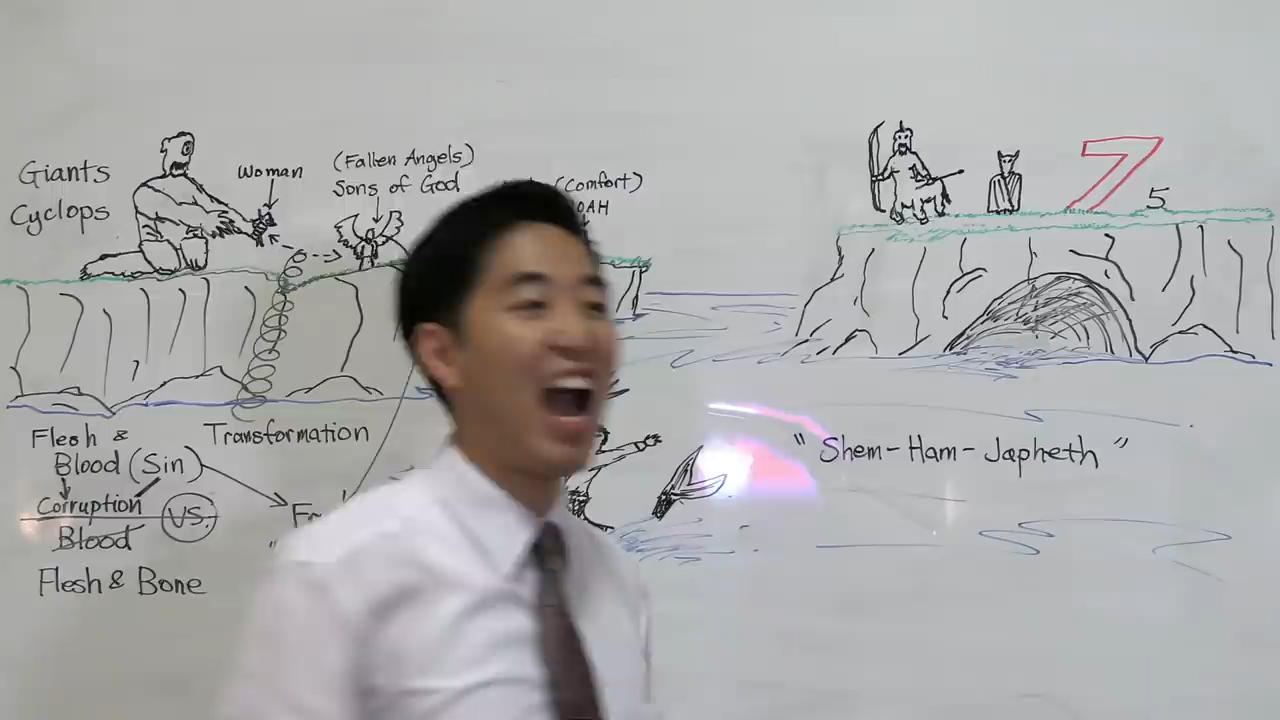 Giants
Cyclops
Woman
(Fallen Angels)
Sons of God
(Comfort)
7
5
Flesh &
Blood (Sin)
Corruption
VS.
Blood
Flesh & Bone
Transformation
"Shem-Ham-Japheth"